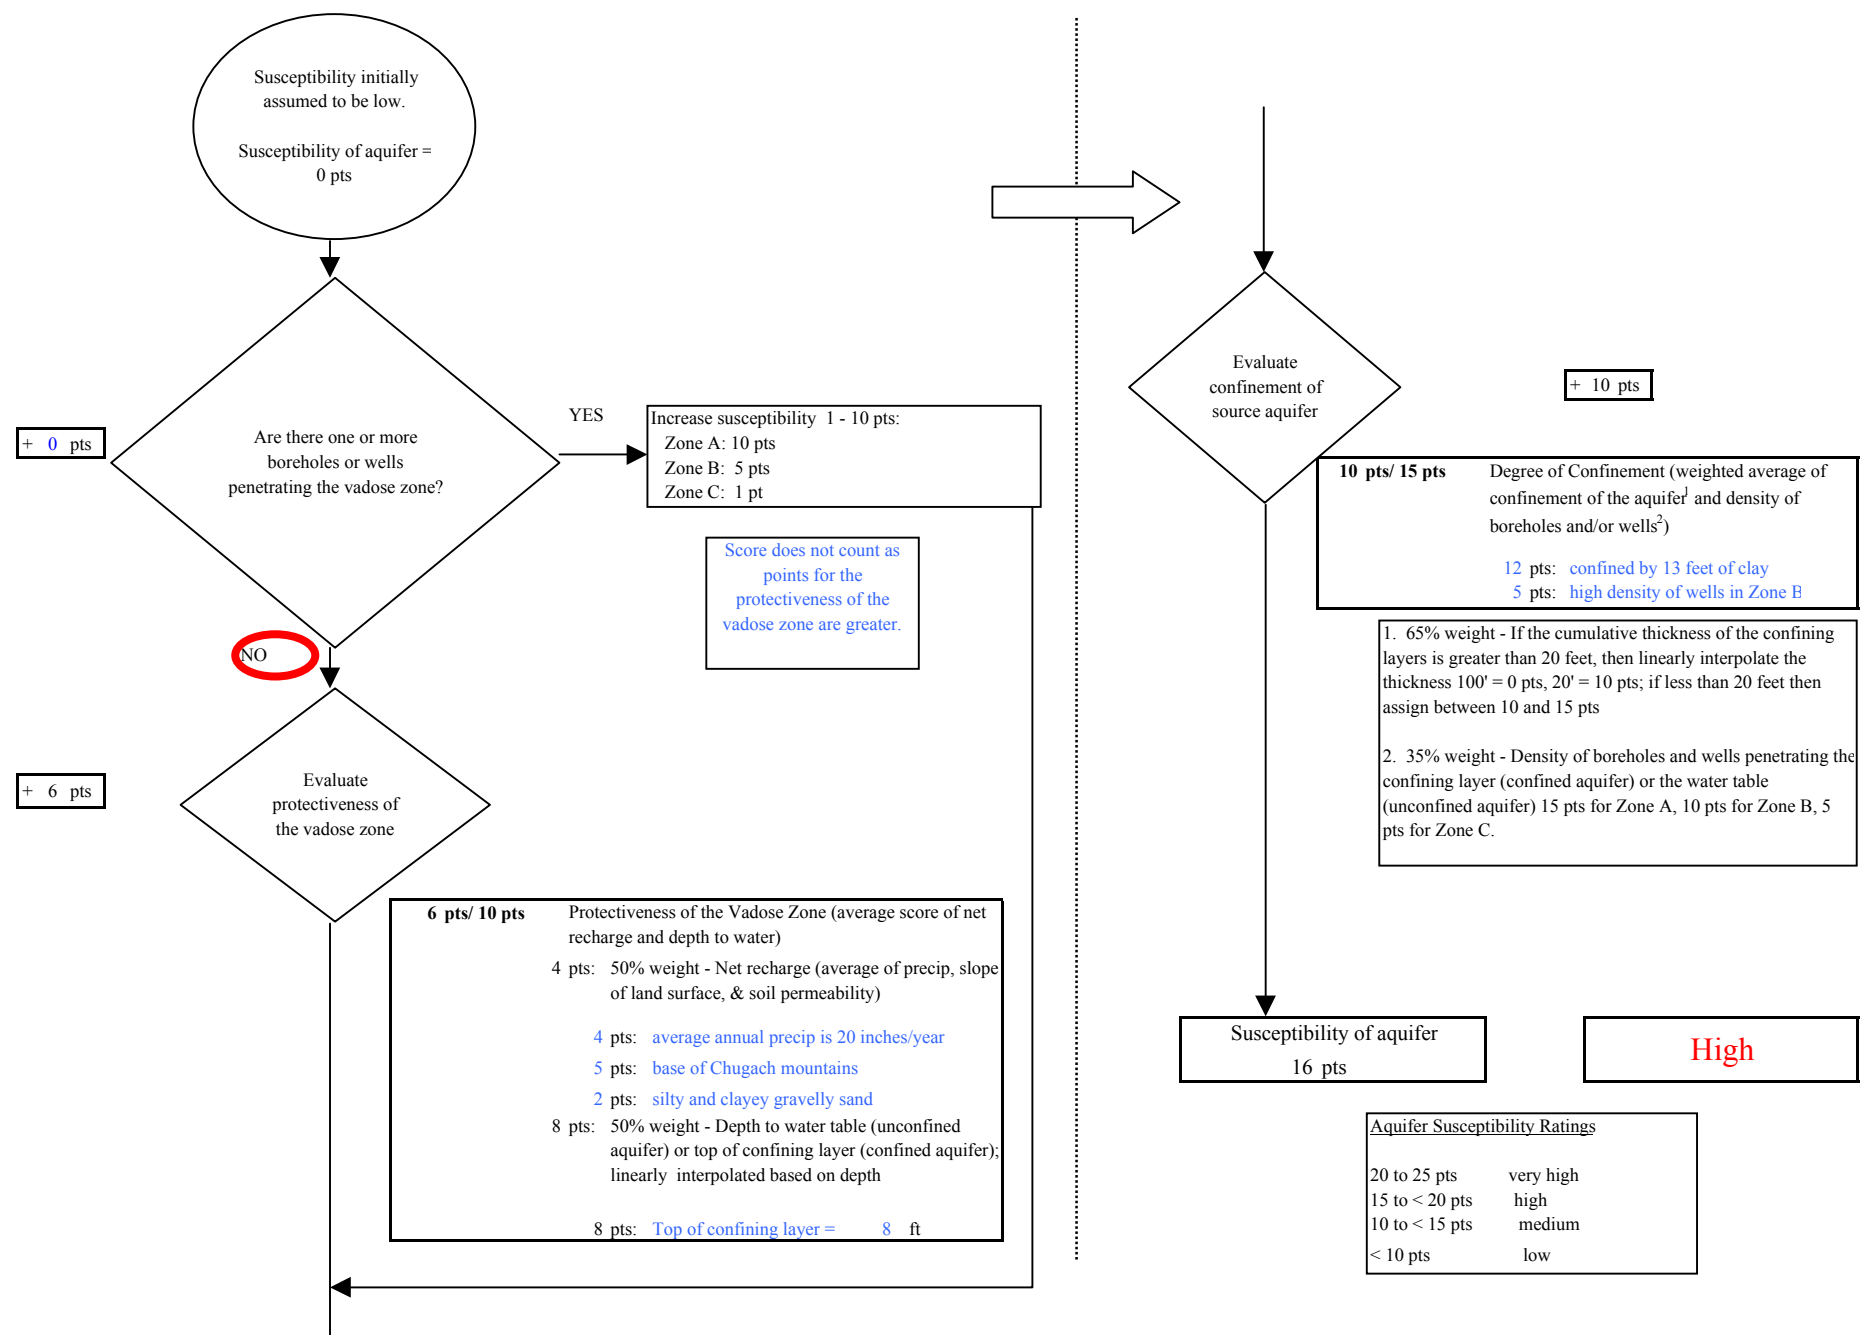 Susceptibility initially
assumed to be low.
Susceptibility of aquifer =
0 pts
+ 0 pts
Are there one or more
boreholes or wells
penetrating the vadose zone?
YES
Increase susceptibility 1 - 10 pts:
Zone A: 10 pts
Zone B: 5 pts
Zone C: 1 pt
Score does not count as
points for the
protectiveness of the
vadose zone are greater.
NO
+ 6 pts
Evaluate
protectiveness of
the vadose zone
6 pts/ 10 pts Protectiveness of the Vadose Zone (average score of net
recharge and depth to water)
4 pts: 50% weight - Net recharge (average of precip, slope
of land surface, & soil permeability)
4 pts: average annual precip is 20 inches/year
5 pts: base of Chugach mountains
2 pts: silty and clayey gravelly sand
8 pts: 50% weight - Depth to water table (unconfined
aquifer) or top of confining layer (confined aquifer);
linearly interpolated based on depth
8 pts: Top of confining layer = 8 ft
Evaluate
confinement of
source aquifer
+ 10 pts
10 pts/ 15 pts Degree of Confinement (weighted average of
confinement of the aquifer1 and density of
boreholes and/or wells2)
12 pts: confined by 13 feet of clay
5 pts: high density of wells in Zone B
1. 65% weight - If the cumulative thickness of the confining
layers is greater than 20 feet, then linearly interpolate the
thickness 100' = 0 pts, 20' = 10 pts; if less than 20 feet then
assign between 10 and 15 pts
2. 35% weight - Density of boreholes and wells penetrating the
confining layer (confined aquifer) or the water table
(unconfined aquifer) 15 pts for Zone A, 10 pts for Zone B, 5
pts for Zone C.
Susceptibility of aquifer
16 pts
High
Aquifer Susceptibility Ratings
20 to 25 pts very high
15 to < 20 pts high
10 to < 15 pts medium
< 10 pts low